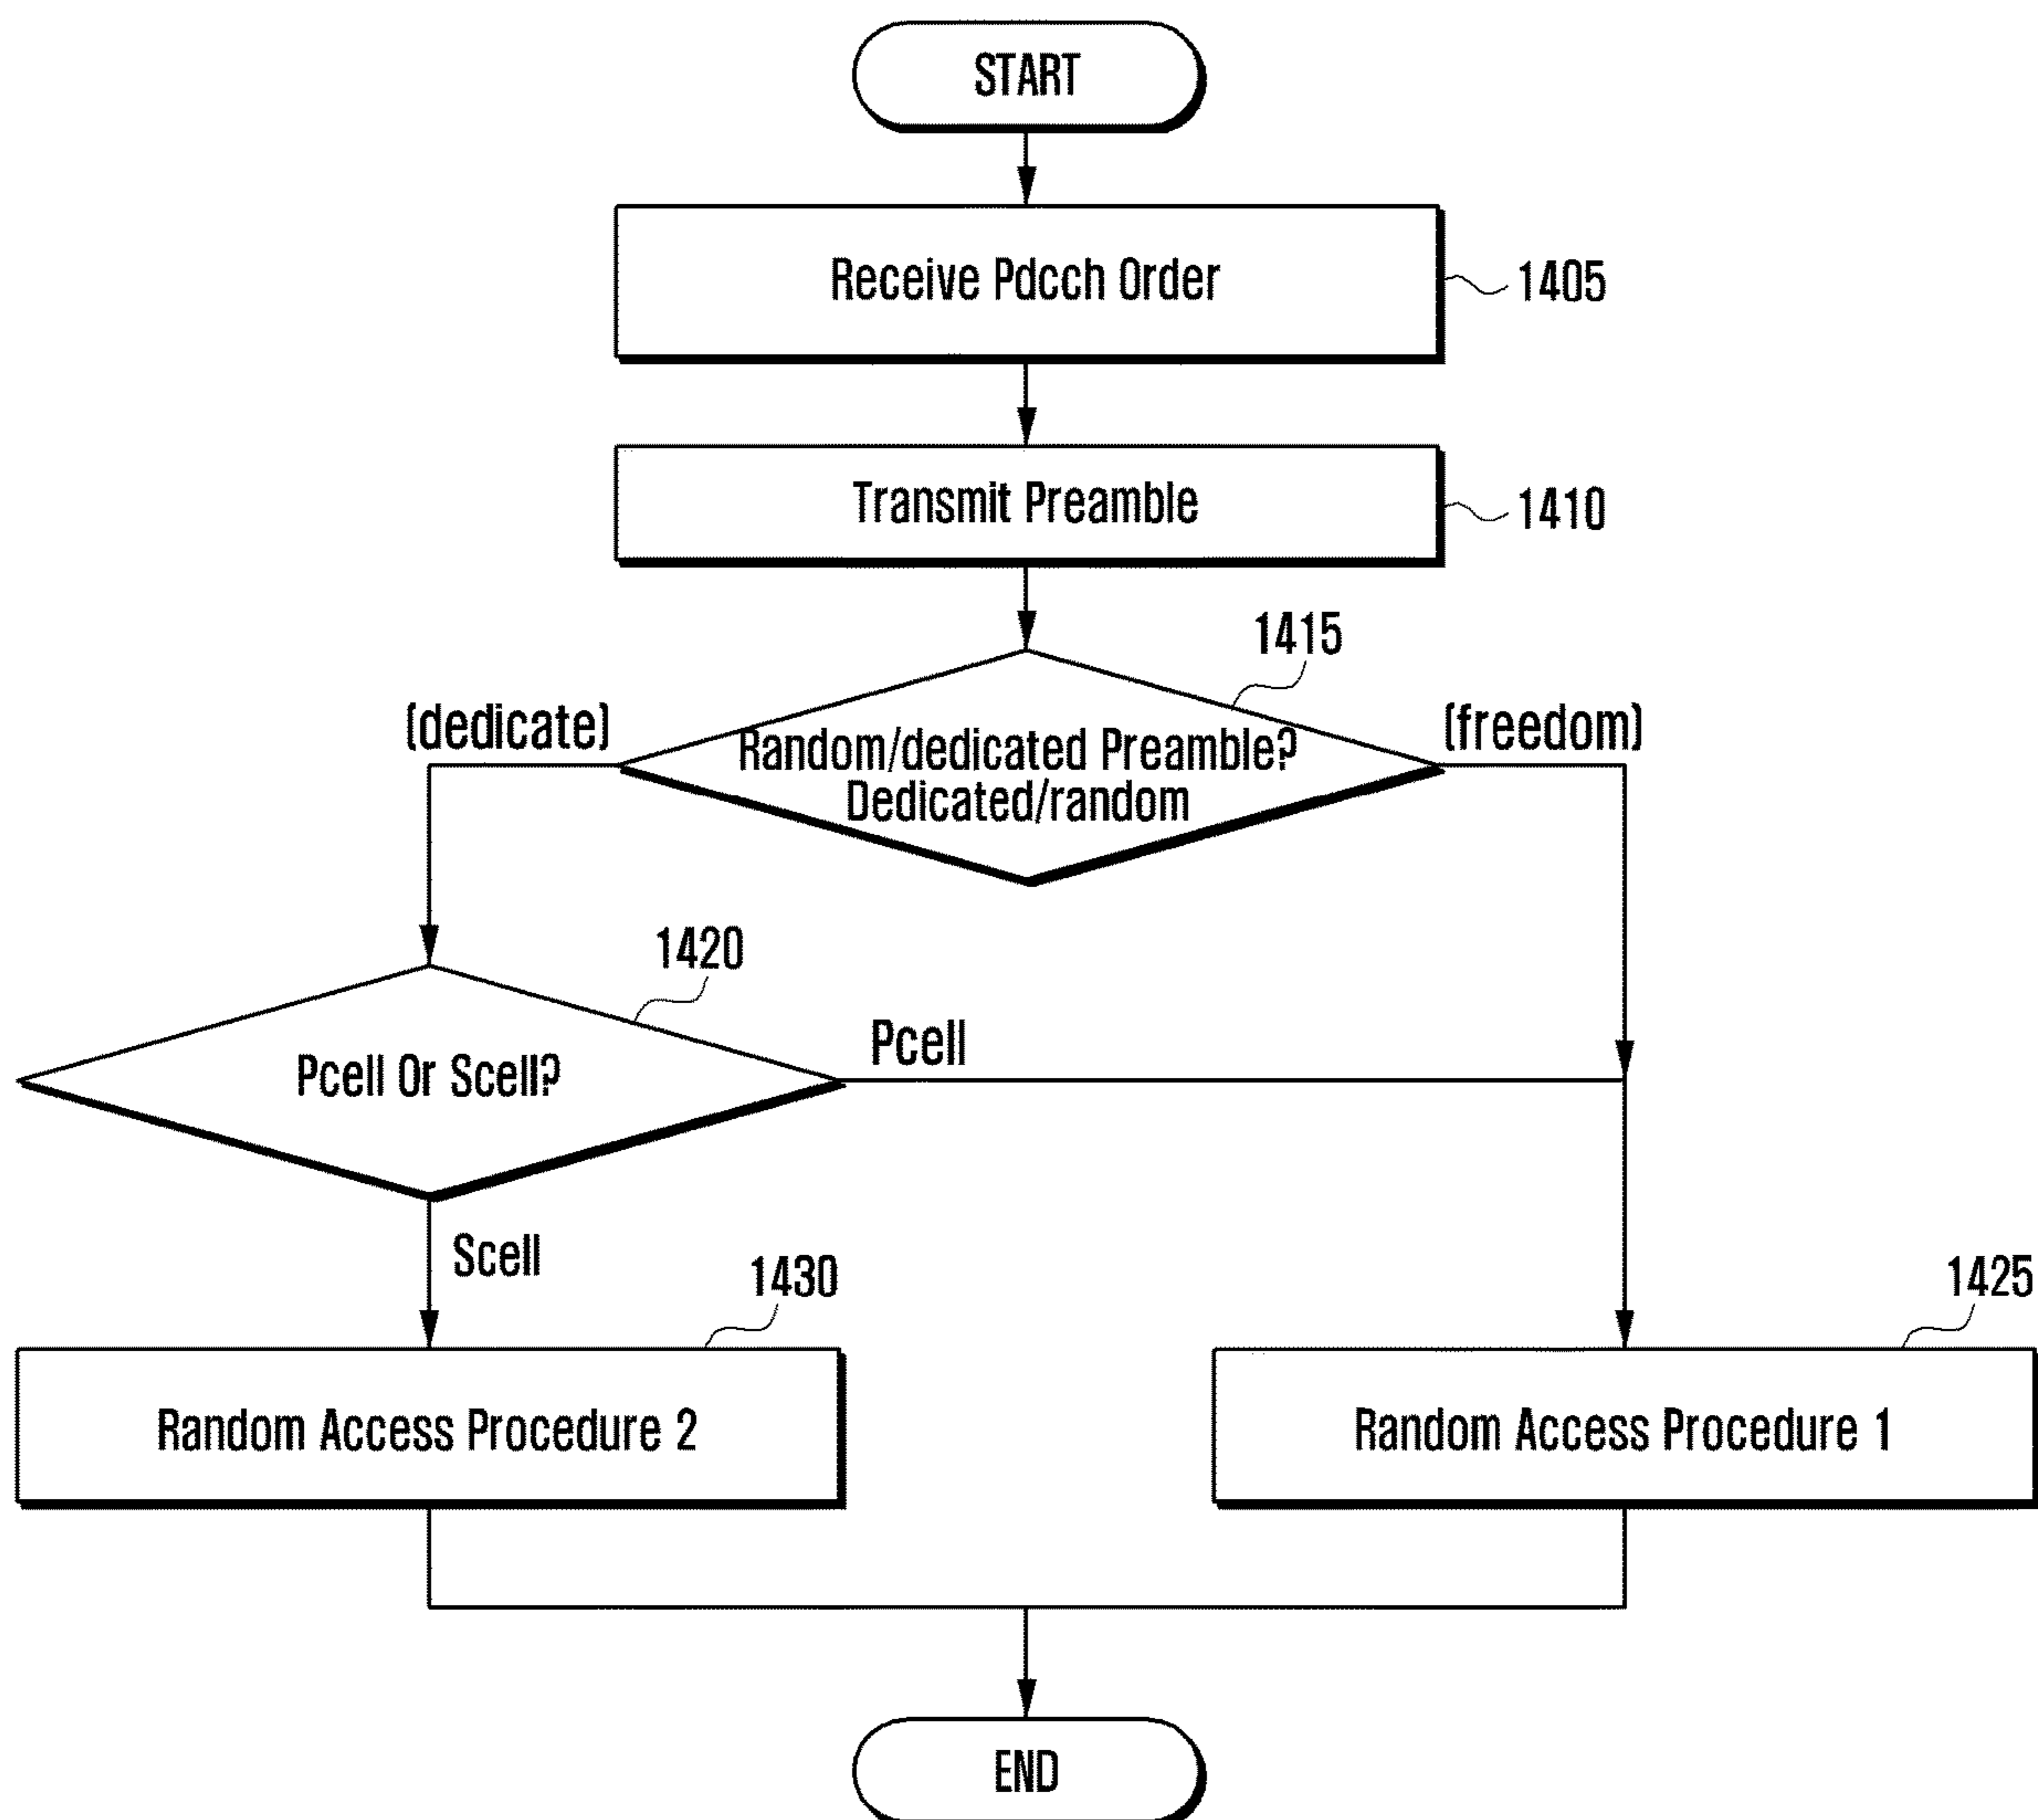 START
Receive Pdcch Order
1405
Transmit Preamble
1410
1415
(dedicate)
(freedom)
Random/dedicated Preamble?
Dedicated/random
1420
Pcell Or Scell?
Pcell
Scell
1430
1425
Random Access Procedure 2
Random Access Procedure 1
END